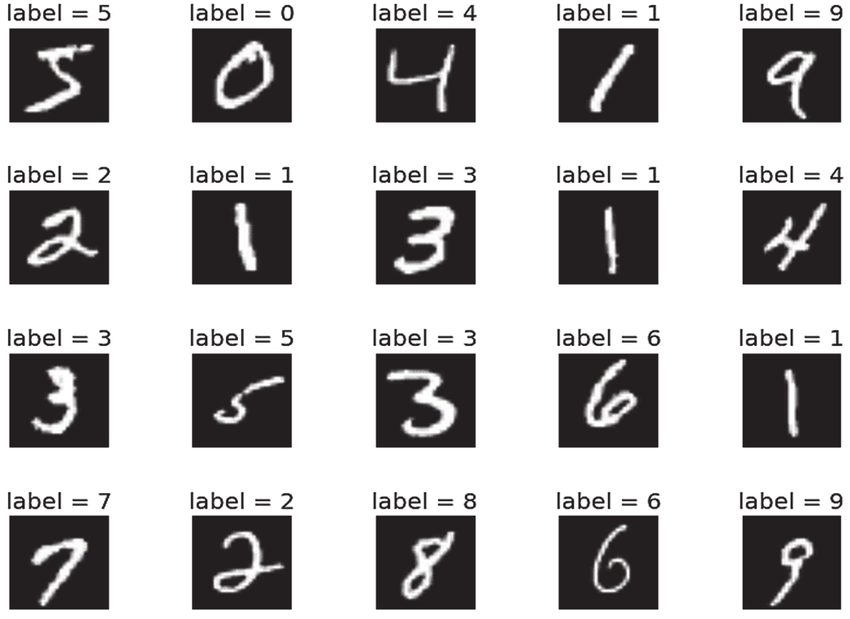 label = 5 label = 0 label = 4 label = 1 label = 9
5 0 4 1 9
label = 2 label = 1 label = 3 label = 1 label = 4
2 1 3 1 4
label = 3 label = 5 label = 3 label = 6 label = 1
3 5 3 6 1
label = 7 label = 2 label = 8 label = 6 label = 9
7 2 8 6 9